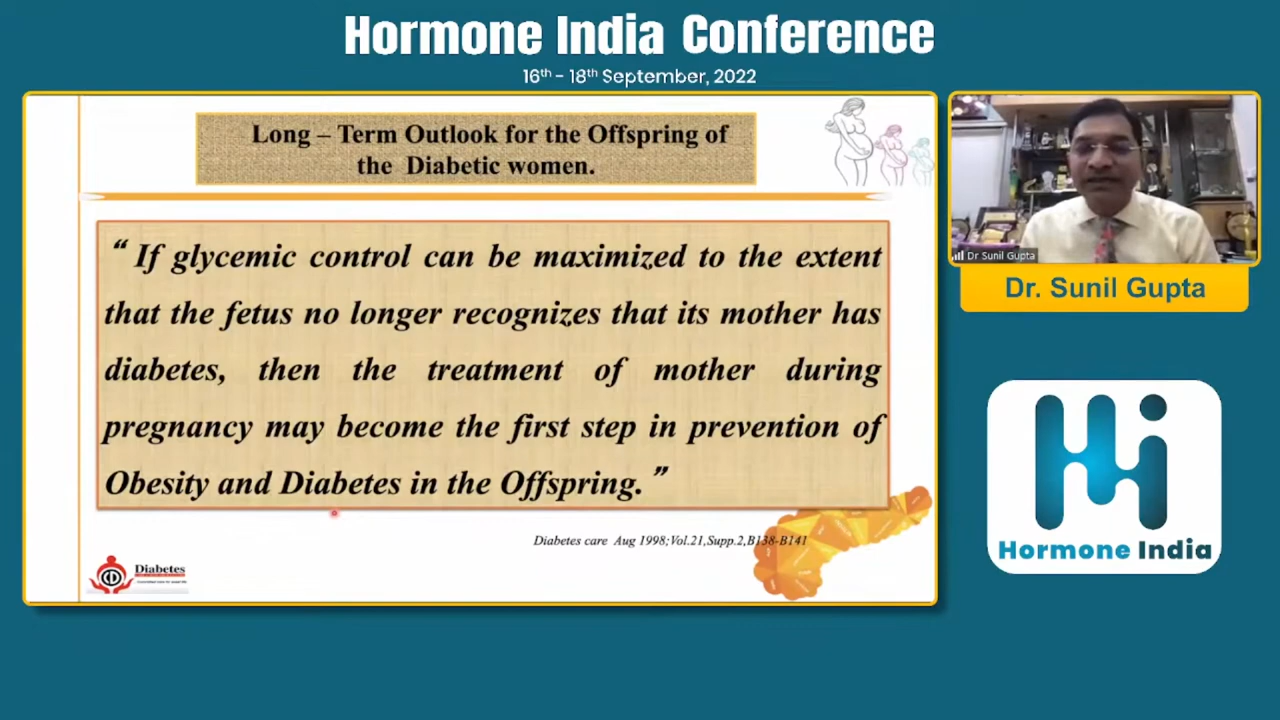 Hormone India Conference
16th - 18th September, 2022
Long – Term Outlook for the Offspring of
the Diabetic women.
“ If glycemic control can be maximized to the extent
that the fetus no longer recognizes that its mother has
diabetes, then the treatment of mother during
pregnancy may become the first step in prevention of
Obesity and Diabetes in the Offspring. ”
Diabetes care Aug 1998;Vol.21,Supp.2,B138-B141
Diabetes
Dr Sunil Gupta
Dr. Sunil Gupta
Hormone India